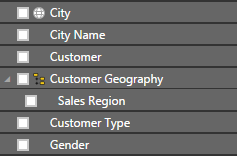 City
City Name
Customer
Customer Geography
Sales Region
Customer Type
Gender